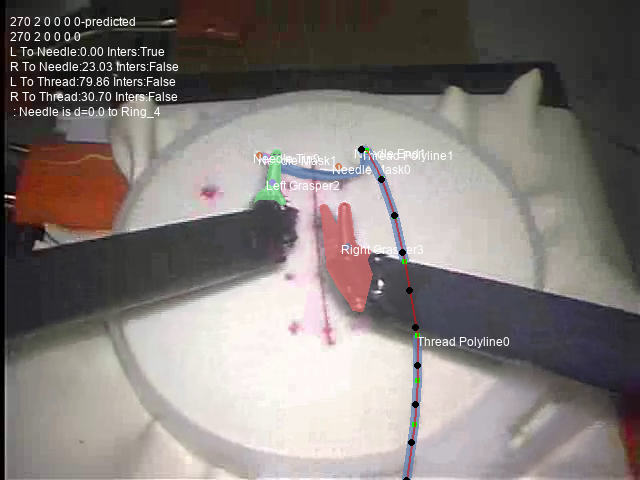 270 2 0 0 0 0-predicted
270 2 0 0 0 0
L To Needle:0.00 Inters:True
R To Needle:23.03 Inters:False
L To Thread:79.86 Inters:False
R To Thread:30.70 Inters:False
: Needle is d=0.0 to Ring_4
Thread Polyline1
Needle Mask1
Needle Mask0
Left Grasper2
Right Grasper3
Thread Polyline0